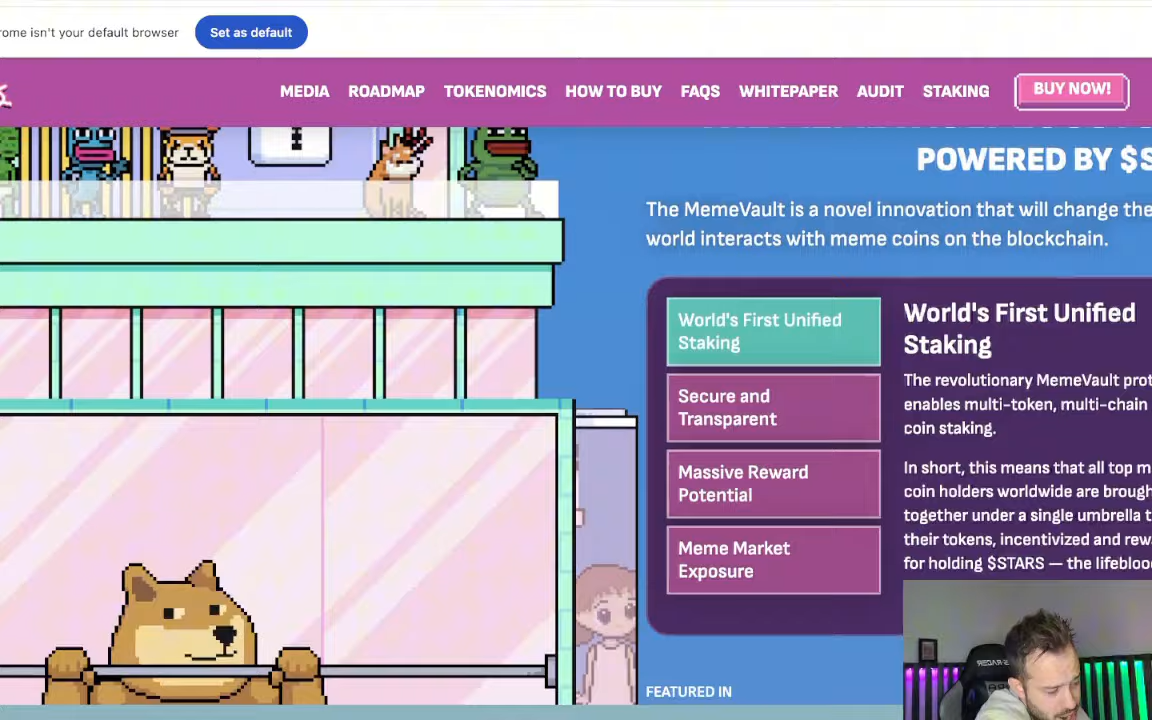 rome isn't your default browser
Set as default
MEDIA ROADMAP TOKENOMICS HOW TO BUY FAQS WHITEPAPER AUDIT STAKING BUY NOW!
POWERED BY $S
The MemeVault is a novel innovation that will change the
world interacts with meme coins on the blockchain.
World's First Unified
Staking
Secure and
Transparent
Massive Reward
Potential
Meme Market
Exposure
World's First Unified
Staking
The revolutionary MemeVault prot
enables multi-token, multi-chain
coin staking.
In short, this means that all top m
coin holders worldwide are brough
together under a single umbrella t
their tokens, incentivized and rew
for holding $STARS — the lifebloo
FEATURED IN